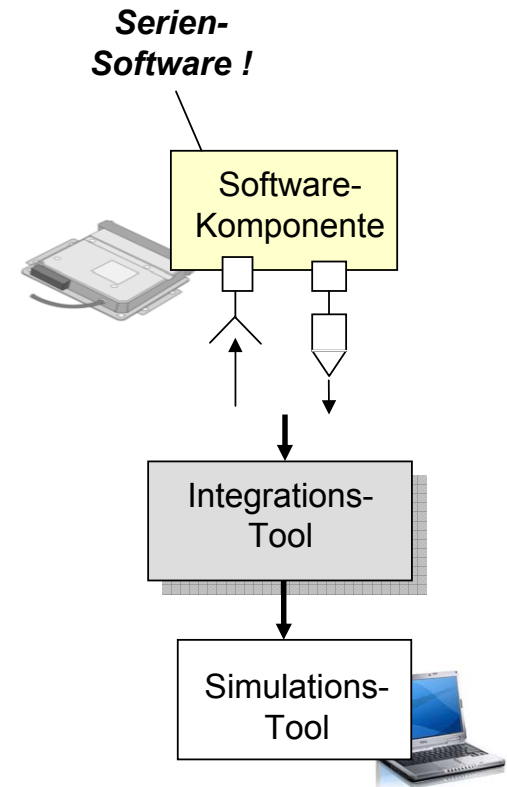 Serien-
Software !
Software-
Komponente
Integrations-
Tool
Simulations-
Tool